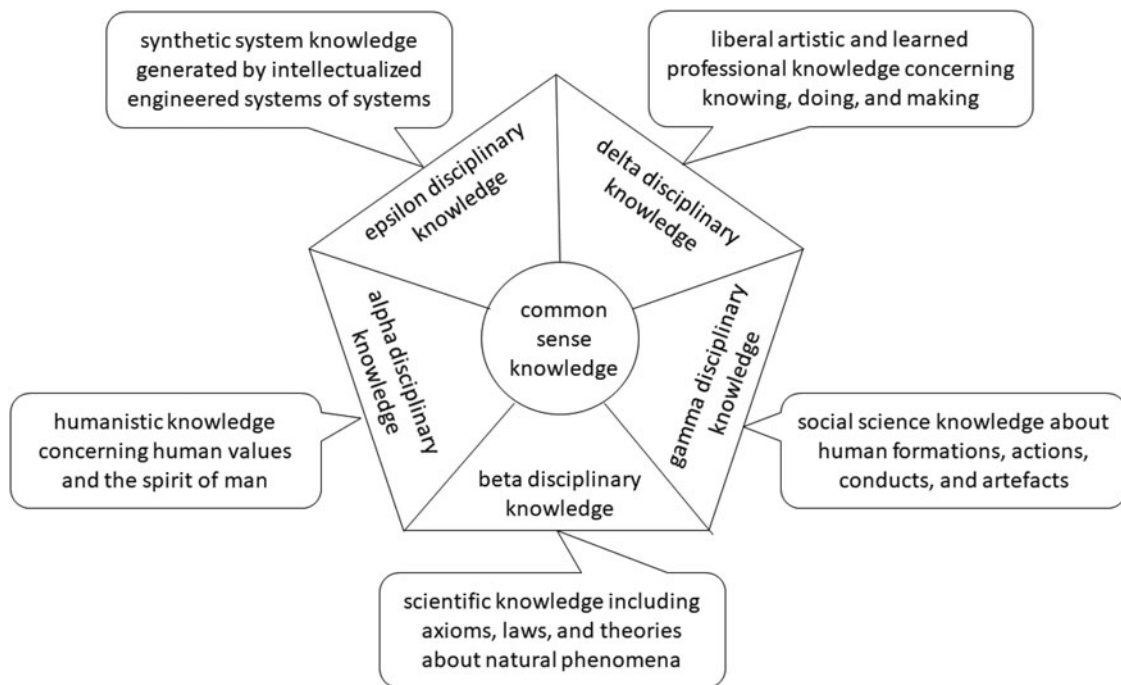 synthetic system knowledge
generated by intellectualized
engineered systems of systems
liberal artistic and learned
professional knowledge concerning
knowing, doing, and making
epsilon disciplinary
knowledge
delta disciplinary
knowledge
common
sense
knowledge
alpha disciplinary
knowledge
gamma disciplinary
knowledge
beta disciplinary
knowledge
humanistic knowledge
concerning human values
and the spirit of man
social science knowledge about
human formations, actions,
conducts, and artefacts
scientific knowledge including
axioms, laws, and theories
about natural phenomena